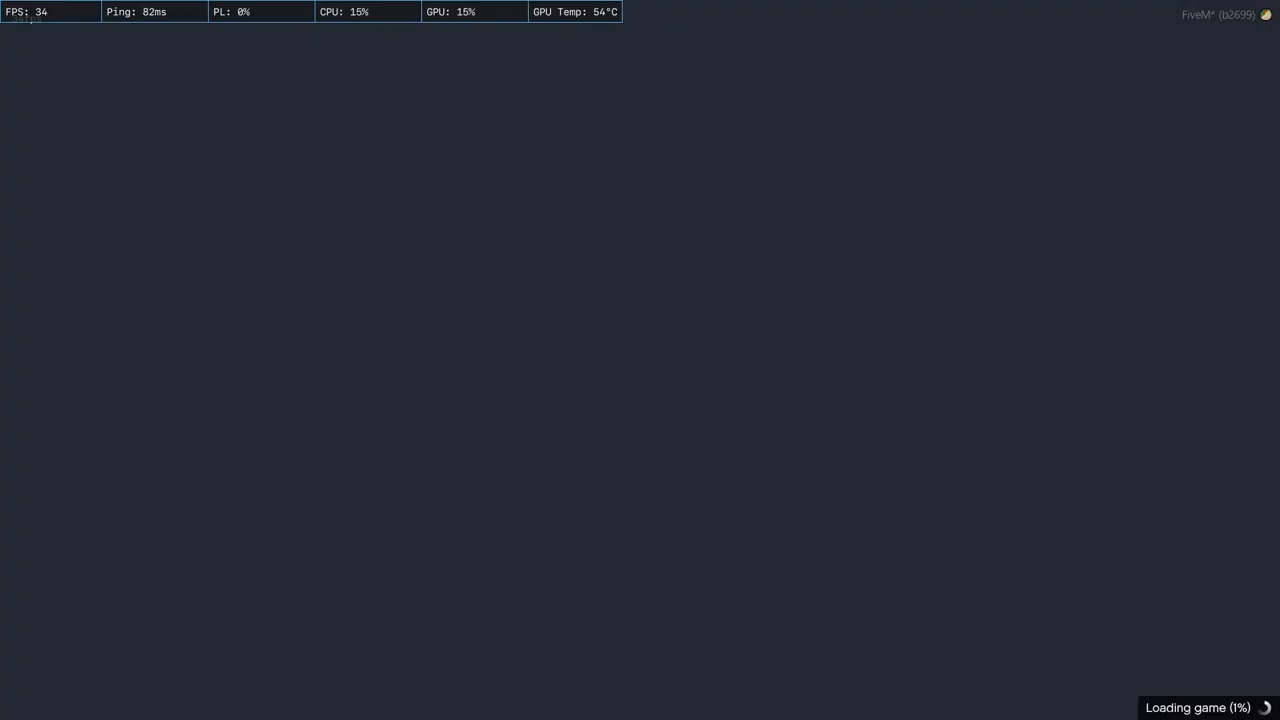 FPS: 34 Ping: 82ms PL: 0% CPU: 15% GPU: 15% GPU Temp: 54°C
FiveM* (b2699)
Loading game (1%)